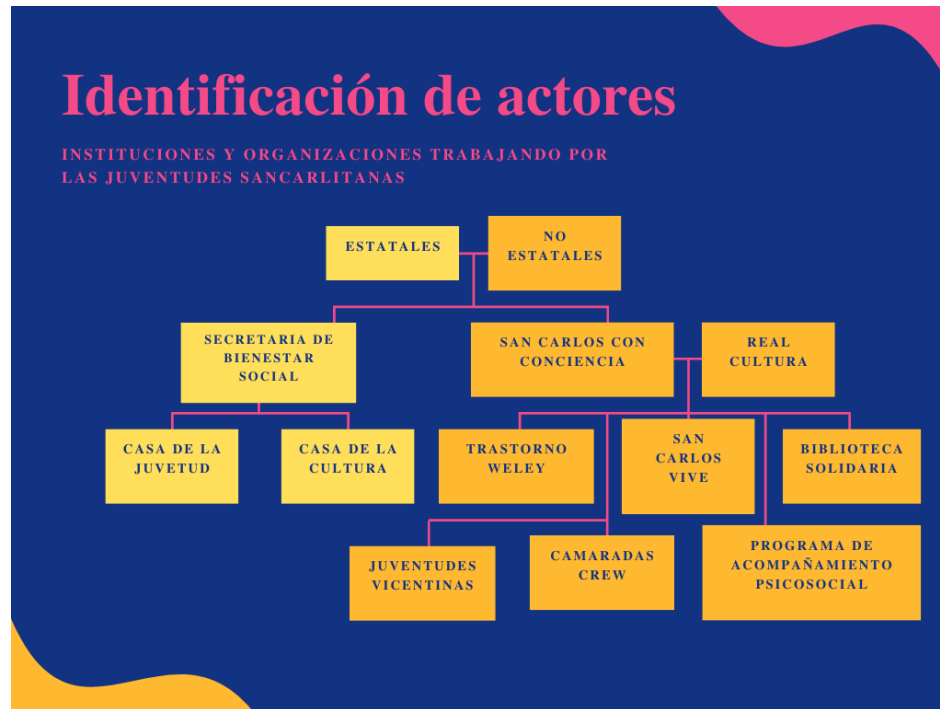 Identificación de actores
INSTITUCIONES Y ORGANIZACIONES TRABAJANDO POR
LAS JUVENTUDES SANCARLITANAS
ESTATALES
NO
ESTATALES
SECRETARIA DE
BIENESTAR
SOCIAL
SAN CARLOS CON
CONCIENCIA
REAL
CULTURA
CASA DE LA
JUVETUD
CASA DE LA
CULTURA
TRASTORNO
WELEY
SAN
CARLOS
VIVE
BIBLIOTECA
SOLIDARIA
JUVENTUDES
VICENTINAS
CAMARADAS
CREW
PROGRAMA DE
ACOMPAÑAMIENTO
PSICOSOCIAL